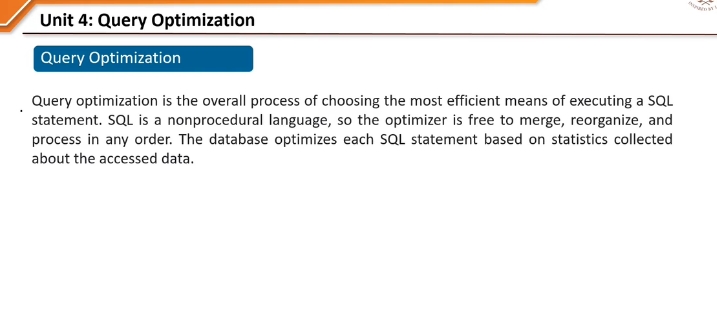 Unit 4: Query Optimization
Query Optimization
Query optimization is the overall process of choosing the most efficient means of executing a SQL
statement. SQL is a nonprocedural language, so the optimizer is free to merge, reorganize, and
process in any order. The database optimizes each SQL statement based on statistics collected
about the accessed data.